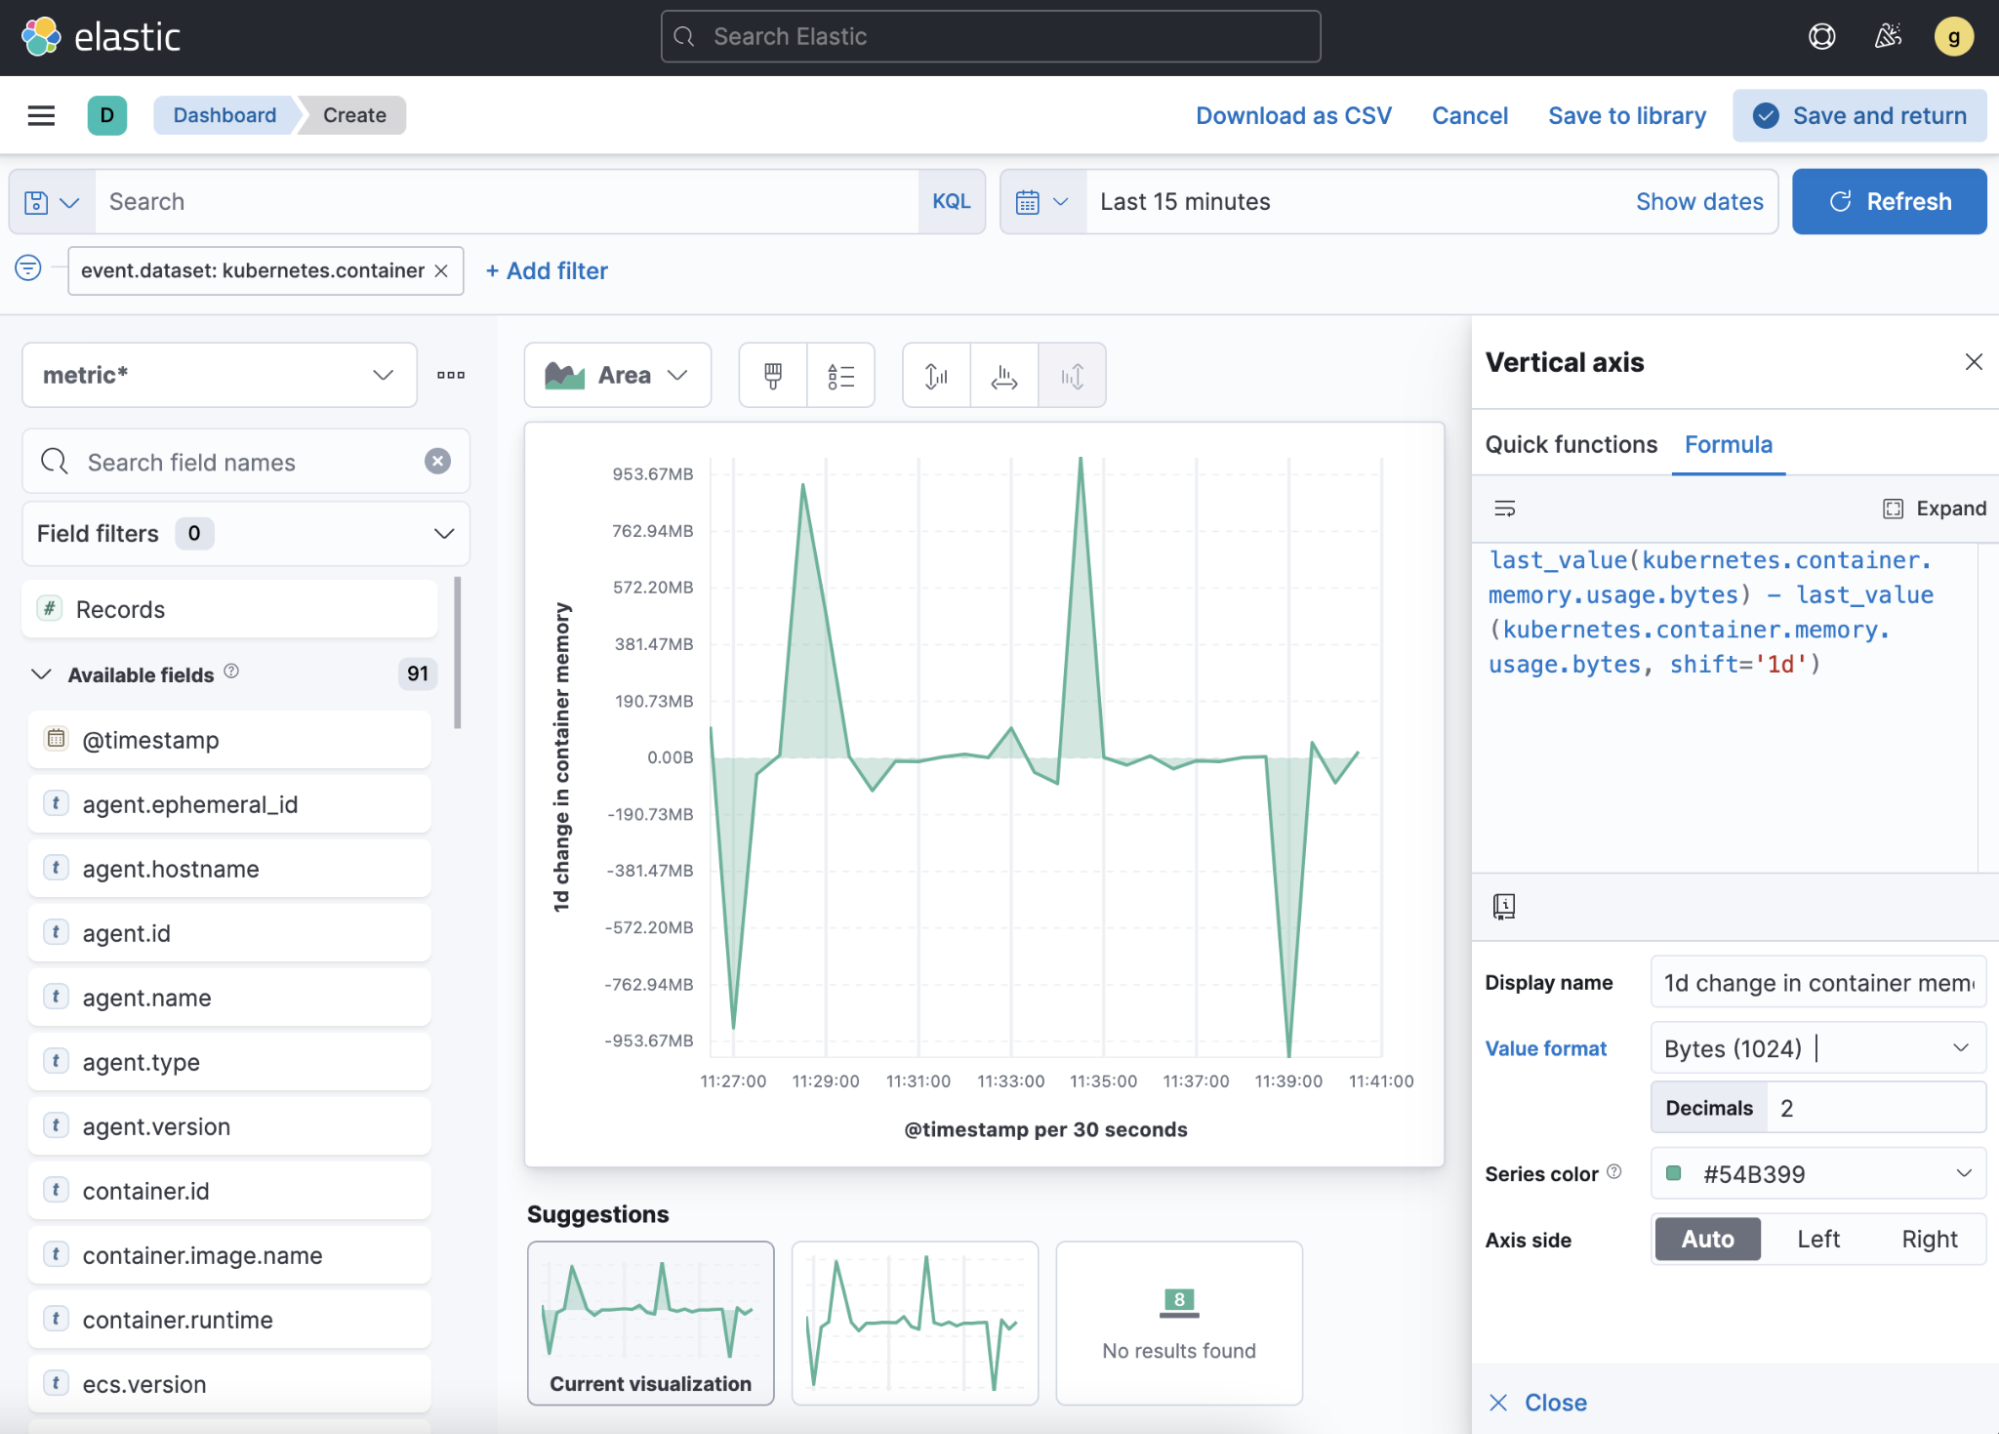 elastic
Search Elastic
g
D
Dashboard
Create
Download as CSV
Cancel
Save to library
Save and return
Search
KQL
Last 15 minutes
Show dates
Refresh
event.dataset: kubernetes.container
+ Add filter
metric*
Search field names
Field filters 0
# Records
Available fields
91
@timestamp
t agent.ephemeral_id
t agent.hostname
t agent.id
t agent.name
t agent.type
t agent.version
t container.id
t container.image.name
t container.runtime
t ecs.version
Area
1d change in container memory
953.67MB
762.94MB
572.20MB
381.47MB
190.73MB
0.00B
-190.73MB
-381.47MB
-572.20MB
-762.94MB
-953.67MB
11:27:00
11:29:00
11:31:00
11:33:00
11:35:00
11:37:00
11:39:00
11:41:00
@timestamp per 30 seconds
Suggestions
Current visualization
8
No results found
Vertical axis
Quick functions
Formula
Expand
last_value(kubernetes.container.
memory.usage.bytes) - last_value
(kubernetes.container.memory.
usage.bytes, shift='1d')
Display name
1d change in container mem
Value format
Bytes (1024)
Decimals
2
Series color
#54B399
Axis side
Auto
Left
Right
Close